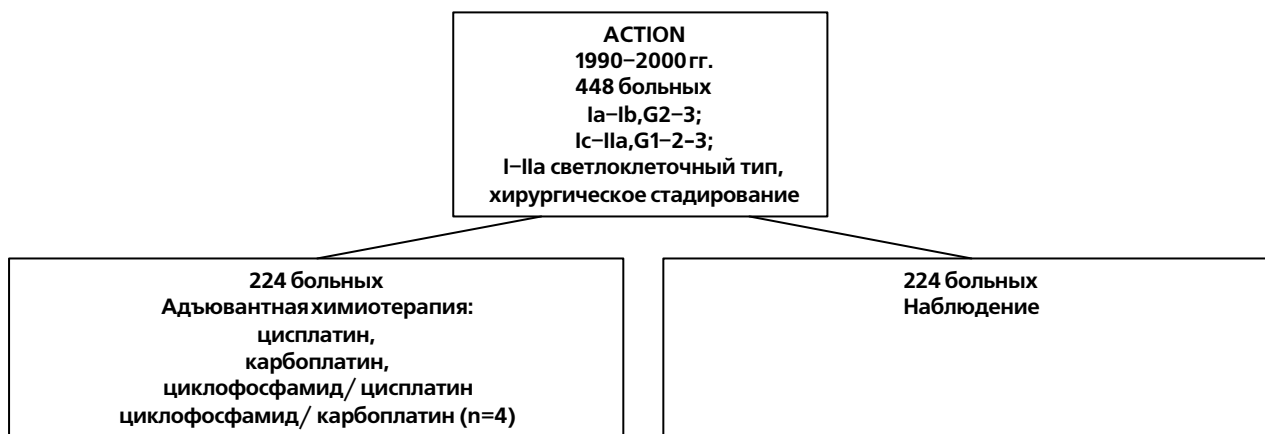 ACTION
1990–2000 гг.
448 больных
Ia–Ib,G2–3;
Ic–IIa,G1–2–3;
I–IIa светлоклеточный тип,
хирургическое стадирование
224 больных
Адъювантная химиотерапия:
цисплатин,
карбоплатин,
циклофосфамид/ цисплатин
циклофосфамид/ карбоплатин (n=4)
224 больных
Наблюдение